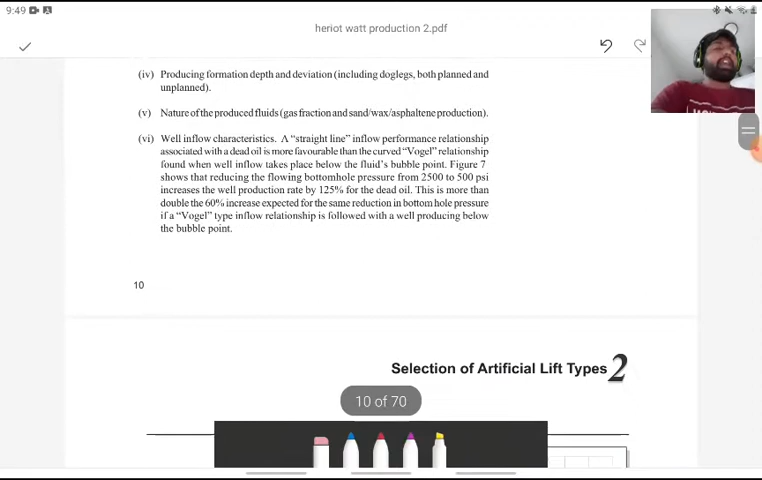 9:49
heriot watt production 2.pdf
(iv) Producing formation depth and deviation (including doglegs, both planned and
unplanned).
(v) Nature of the produced fluids (gas fraction and sand/wax/asphaltene production).
(vi) Well inflow characteristics. A “straight line” inflow performance relationship
associated with a dead oil is more favourable than the curved “Vogel” relationship
found when well inflow takes place below the fluid's bubble point. Figure 7
shows that reducing the flowing bottomhole pressure from 2500 to 500 psi
increases the well production rate by 125% for the dead oil. This is more than
double the 60% increase expected for the same reduction in bottom hole pressure
if a “Vogel” type inflow relationship is followed with a well producing below
the bubble point.
10
Selection of Artificial Lift Types 2
10 of 70